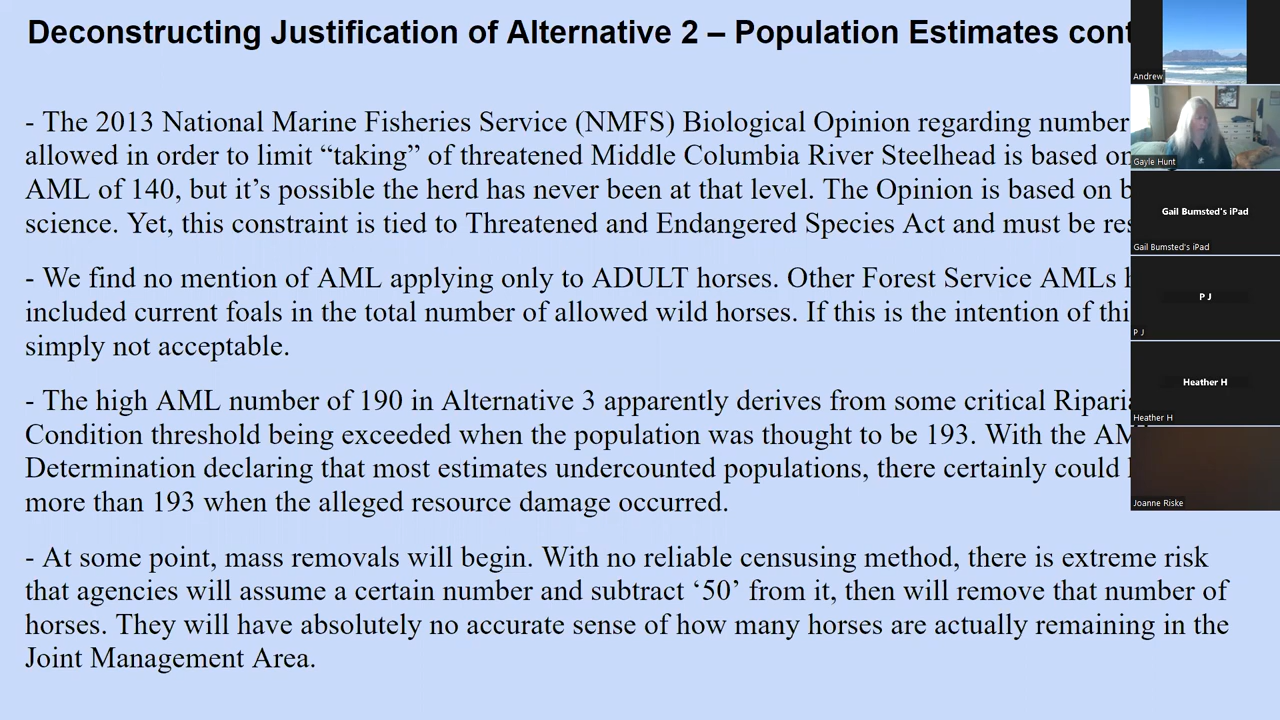 Deconstructing Justification of Alternative 2 – Population Estimates cont
- The 2013 National Marine Fisheries Service (NMFS) Biological Opinion regarding number
allowed in order to limit “taking” of threatened Middle Columbia River Steelhead is based on
AML of 140, but it’s possible the herd has never been at that level. The Opinion is based on b
science. Yet, this constraint is tied to Threatened and Endangered Species Act and must be res
- We find no mention of AML applying only to ADULT horses. Other Forest Service AMLs h
included current foals in the total number of allowed wild horses. If this is the intention of thi
simply not acceptable.
- The high AML number of 190 in Alternative 3 apparently derives from some critical Riparia
Condition threshold being exceeded when the population was thought to be 193. With the AM
Determination declaring that most estimates undercounted populations, there certainly could
more than 193 when the alleged resource damage occurred.
- At some point, mass removals will begin. With no reliable censusing method, there is extreme risk
that agencies will assume a certain number and subtract ‘50’ from it, then will remove that number of
horses. They will have absolutely no accurate sense of how many horses are actually remaining in the
Joint Management Area.
Andrew
Gayle Hunt
Gail Bumsted's iPad
Gail Bumsted's iPad
P J
P J
Heather H
Heather H
Joanne Riske